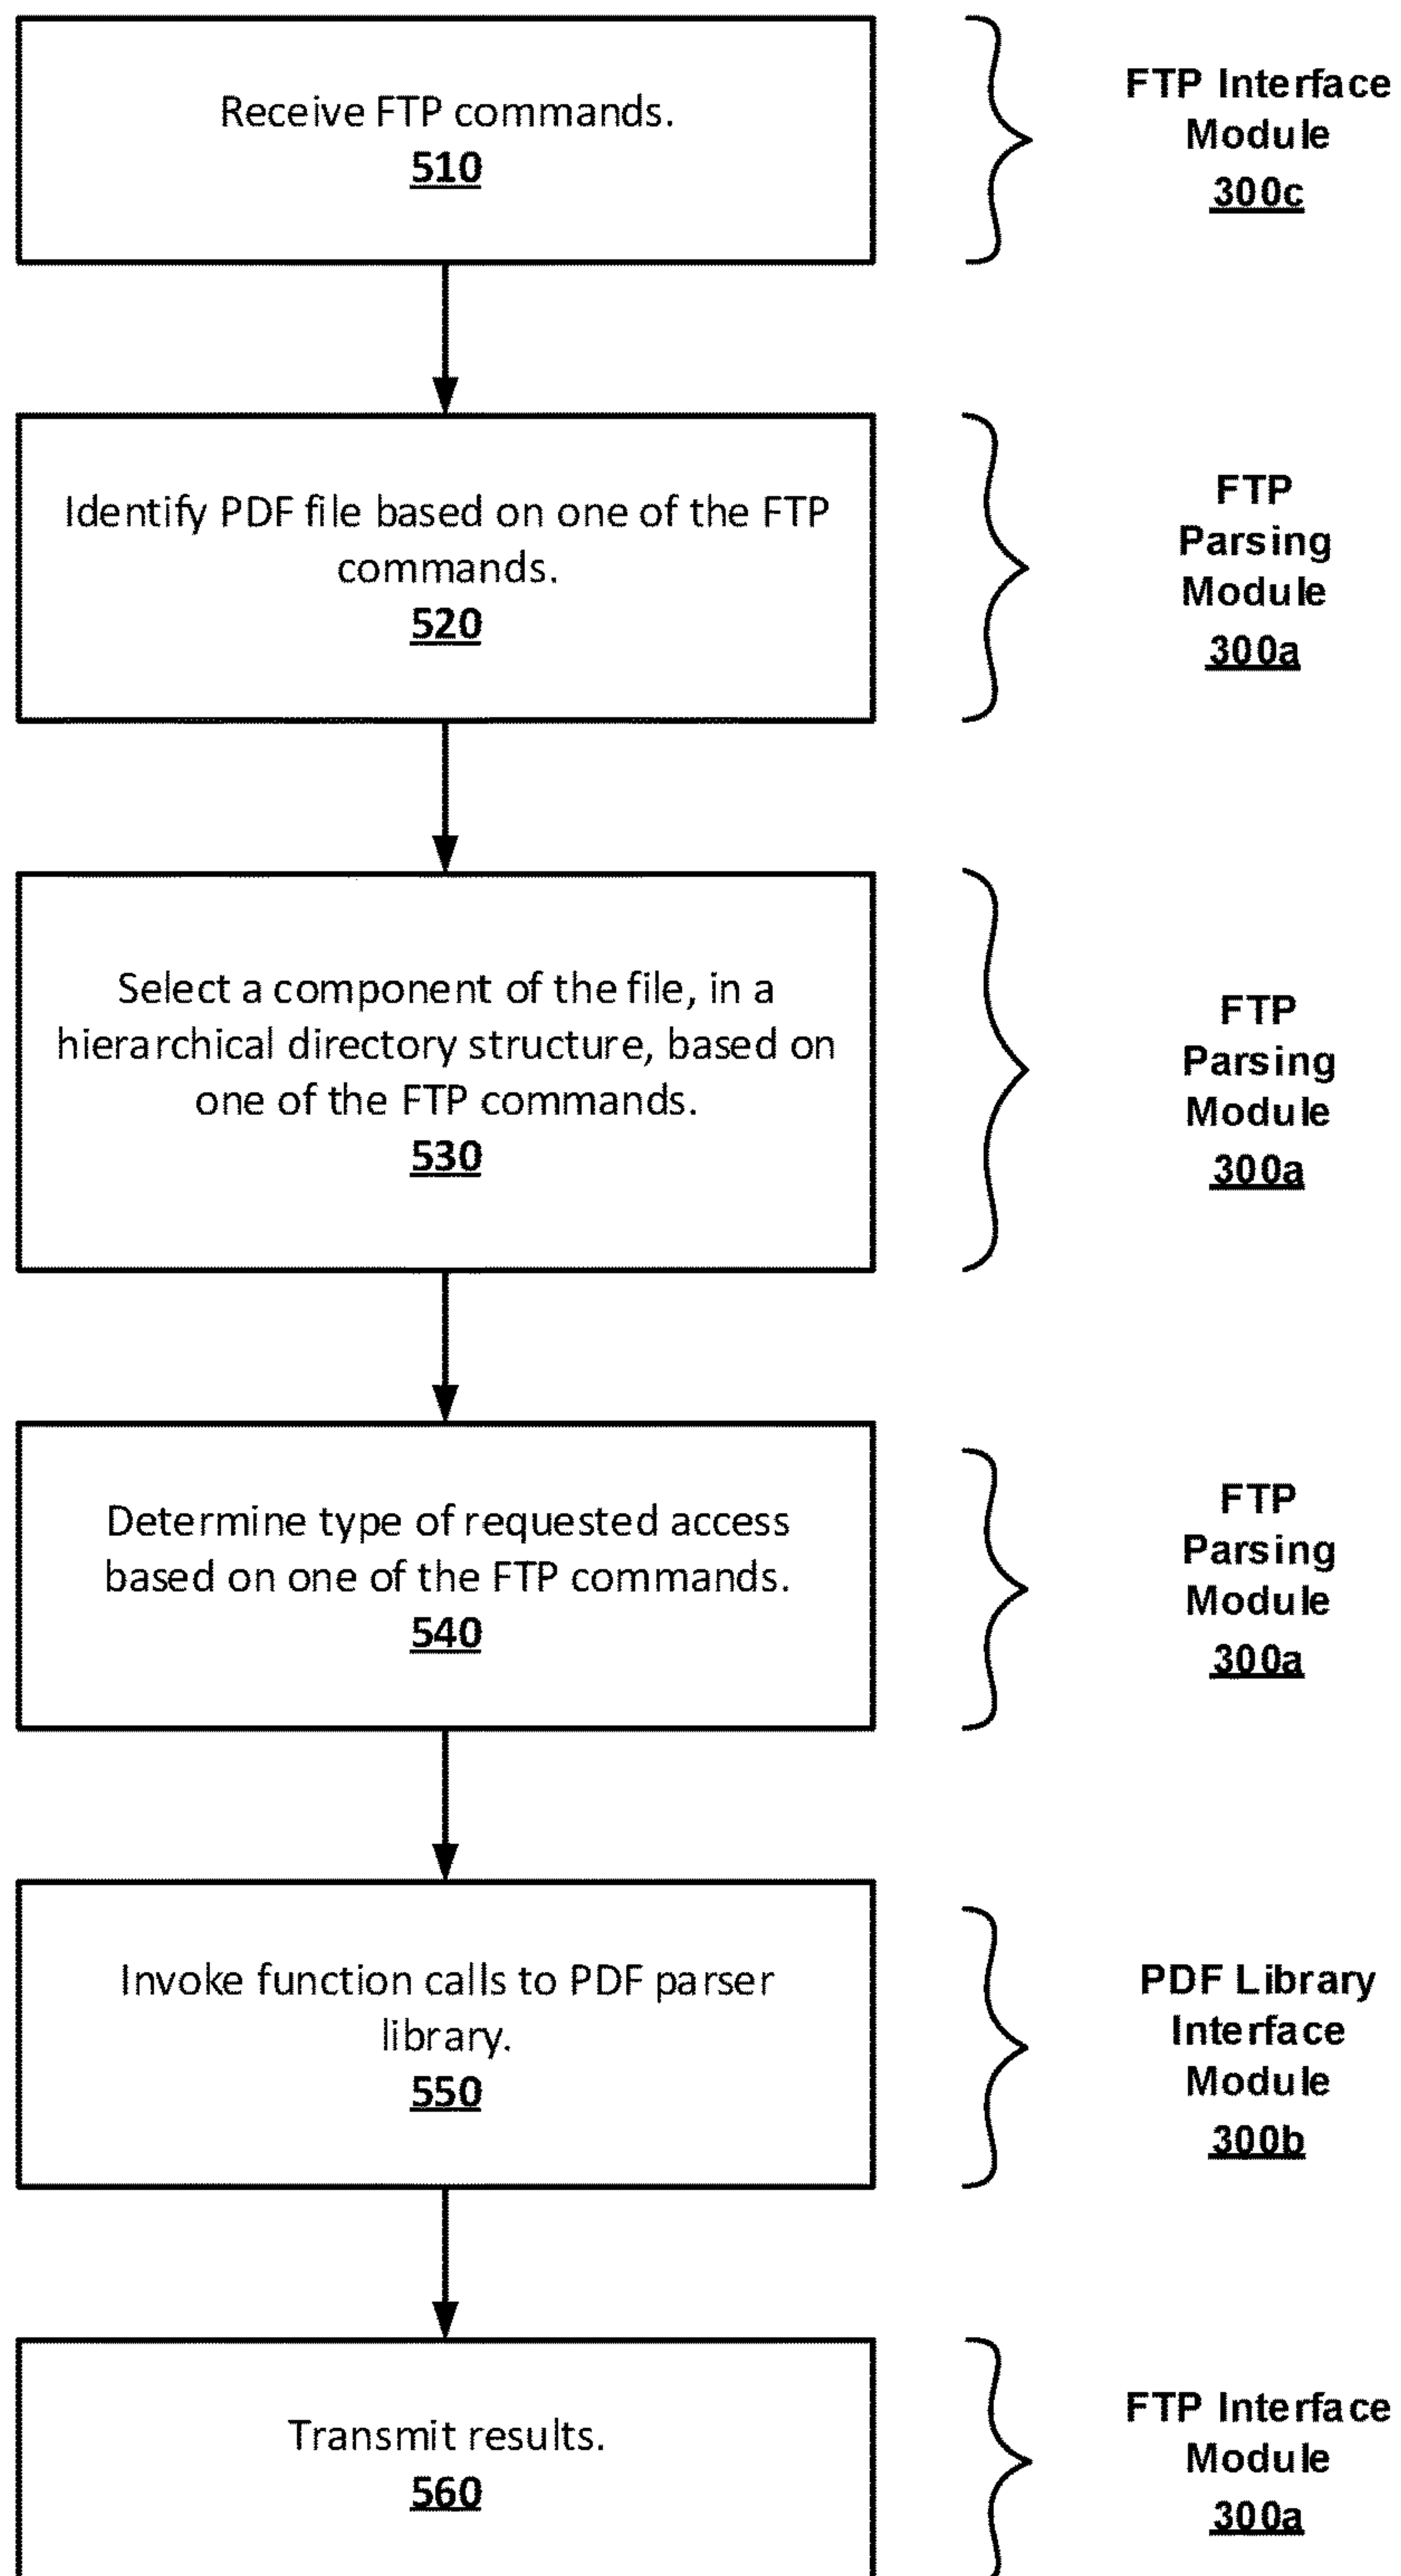 Receive FTP commands.
510
FTP Interface
Module
300c
Identify PDF file based on one of the FTP
commands.
520
FTP
Parsing
Module
300a
Select a component of the file, in a
hierarchical directory structure, based on
one of the FTP commands.
530
FTP
Parsing
Module
300a
Determine type of requested access
based on one of the FTP commands.
540
FTP
Parsing
Module
300a
Invoke function calls to PDF parser
library.
550
PDF Library
Interface
Module
300b
Transmit results.
560
FTP Interface
Module
300a